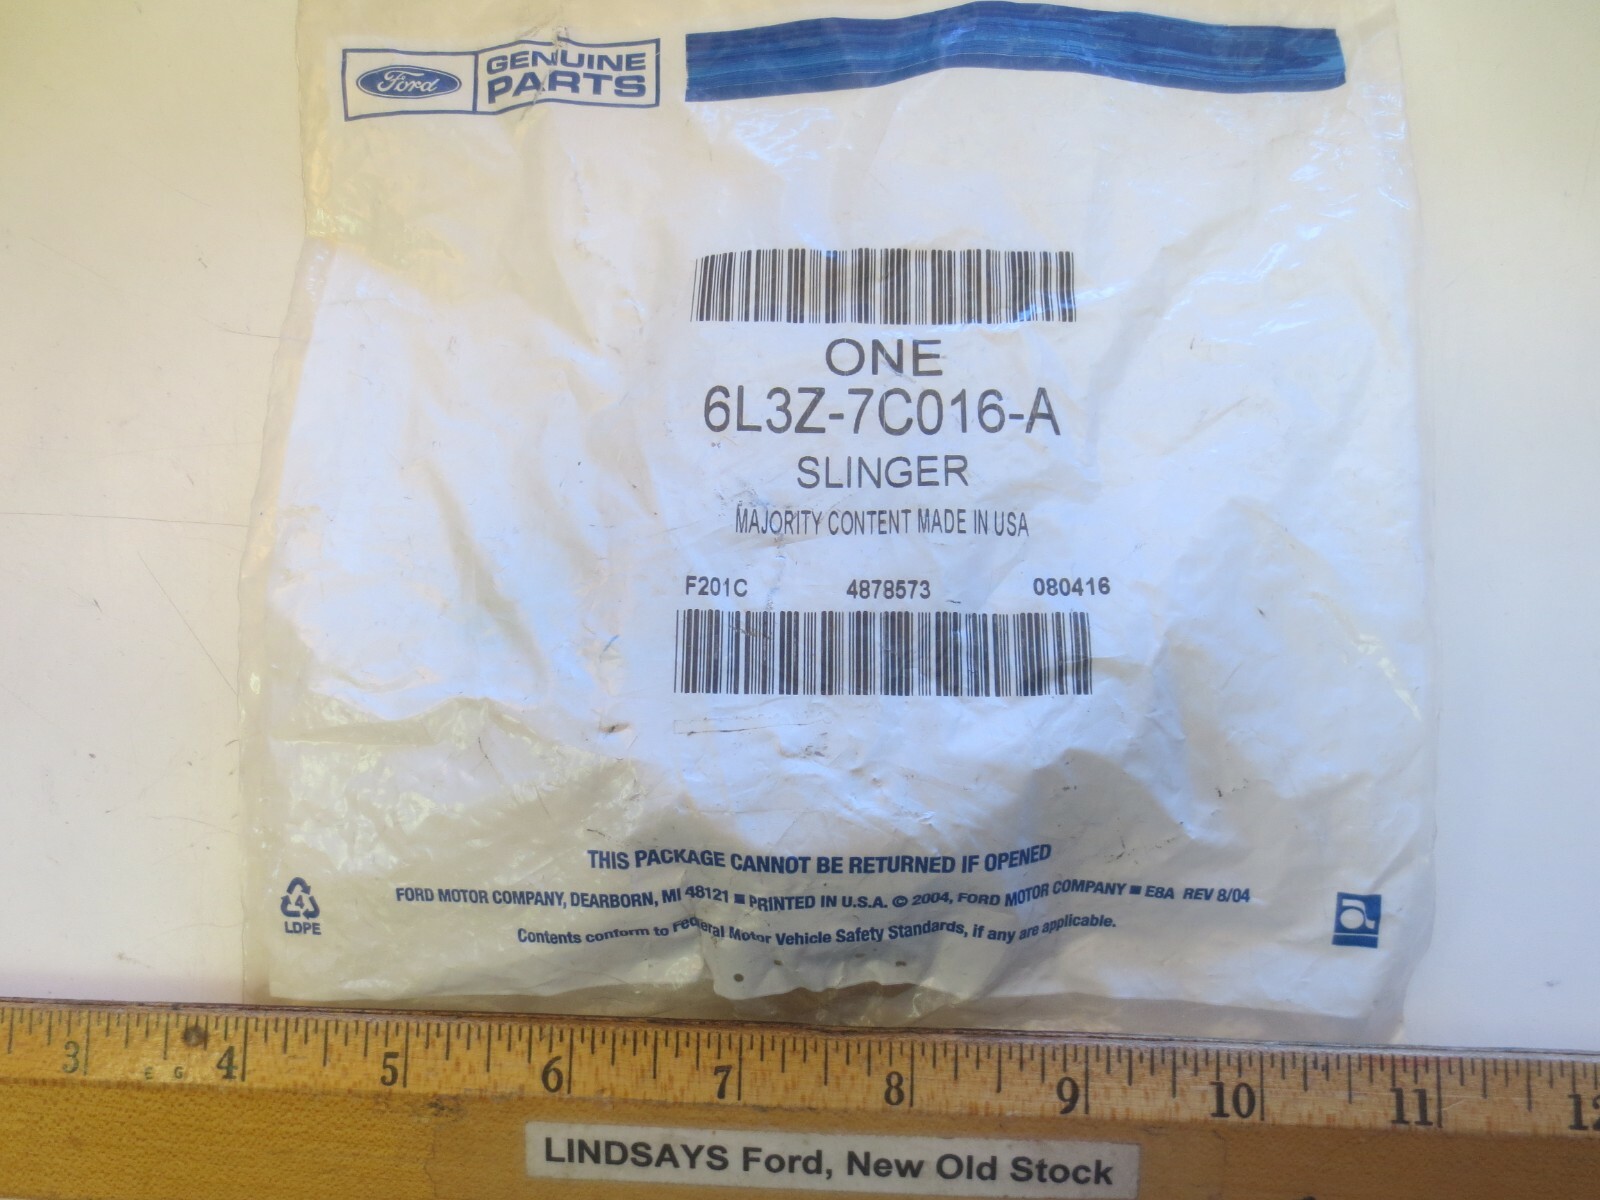 Ford GENUINE
PARTS
ONE
6L3Z-7C016-A
SLINGER
MAJORITY CONTENT MADE IN USA
F201C 4878573 080416
THIS PACKAGE CANNOT BE RETURNED IF OPENED
FORD MOTOR COMPANY, DEARBORN, MI 48121 ■ PRINTED IN U.S.A. © 2004, FORD MOTOR COMPANY ■ E8A REV 8/04
Contents conform to Federal Motor Vehicle Safety Standards, if any are applicable.
4
LDPE
3 4 5 6 7 8 9 10 11 12
E G
LINDSAYS Ford, New Old Stock